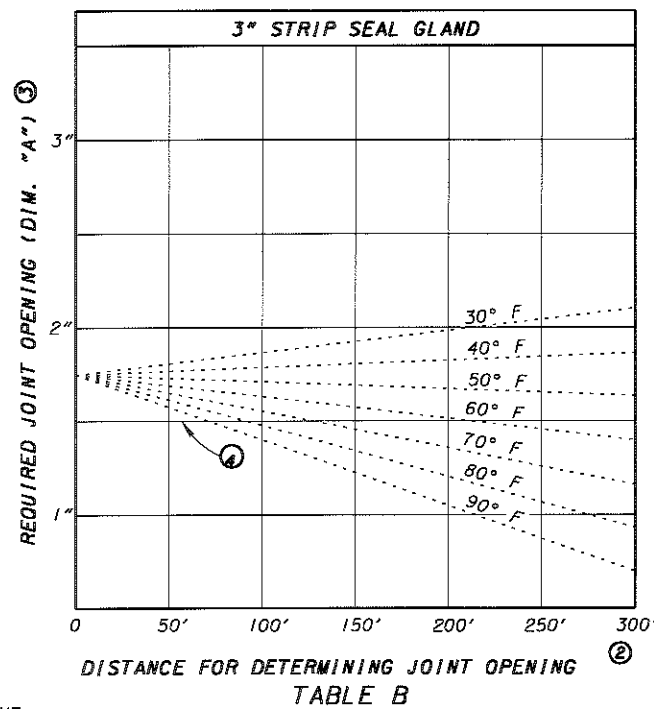 3" STRIP SEAL GLAND
REQUIRED JOINT OPENING (DIM. "A") ③
3"
2"
1"
30° F
40° F
50° F
60° F
70° F
80° F
90° F
④
0 50' 100' 150' 200' 250' 300'
②
DISTANCE FOR DETERMINING JOINT OPENING
TABLE B